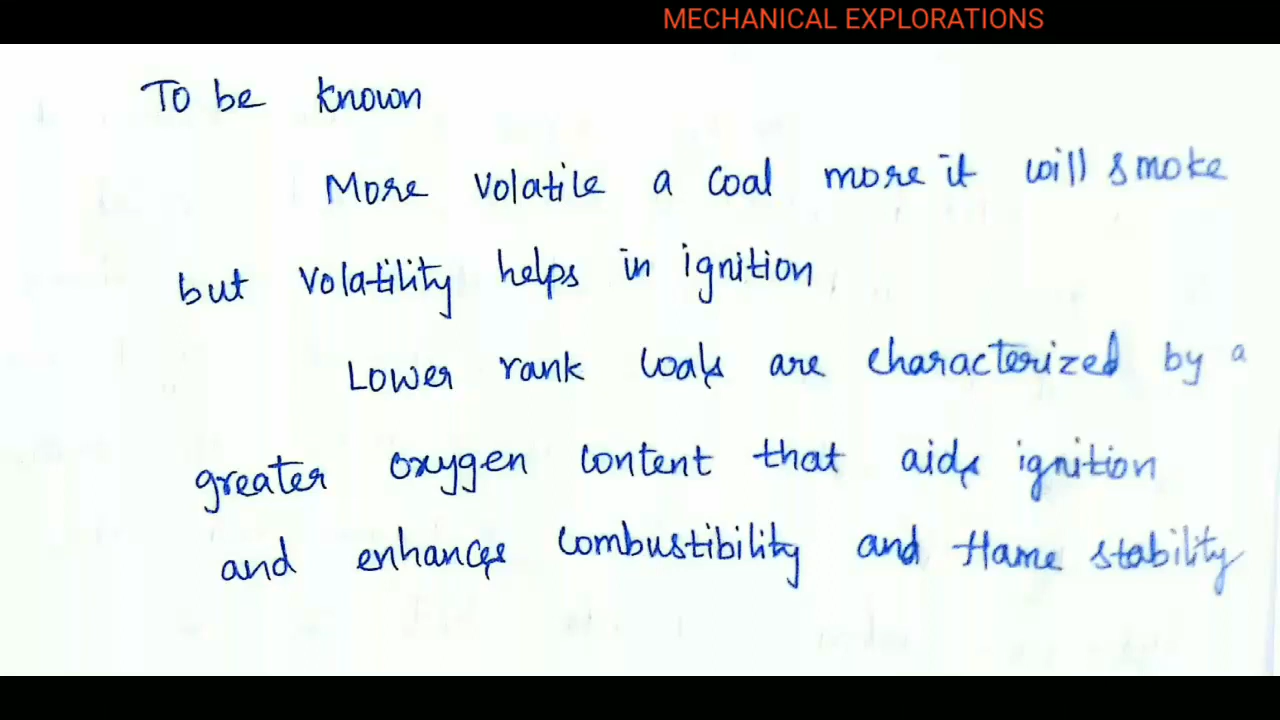 MECHANICAL EXPLORATIONS
To be known
More volatile a coal more it will smoke
but volatility helps in ignition
Lower rank coals are characterized by a
greater oxygen content that aids ignition
and enhances combustibility and flame stability